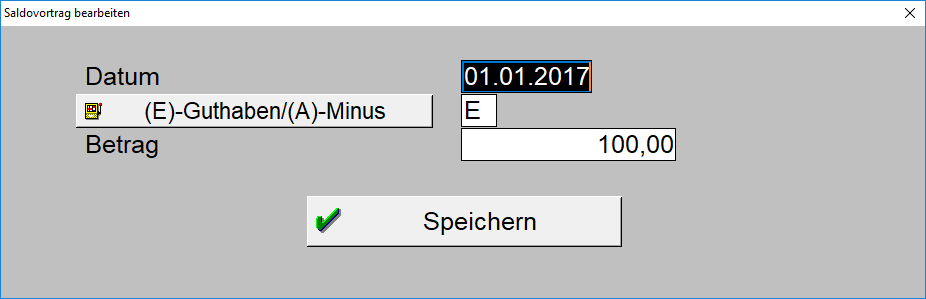 Saldovortrag bearbeiten
Datum 01.01.2017
(E)-Guthaben/(A)-Minus E
Betrag 100,00
Speichern